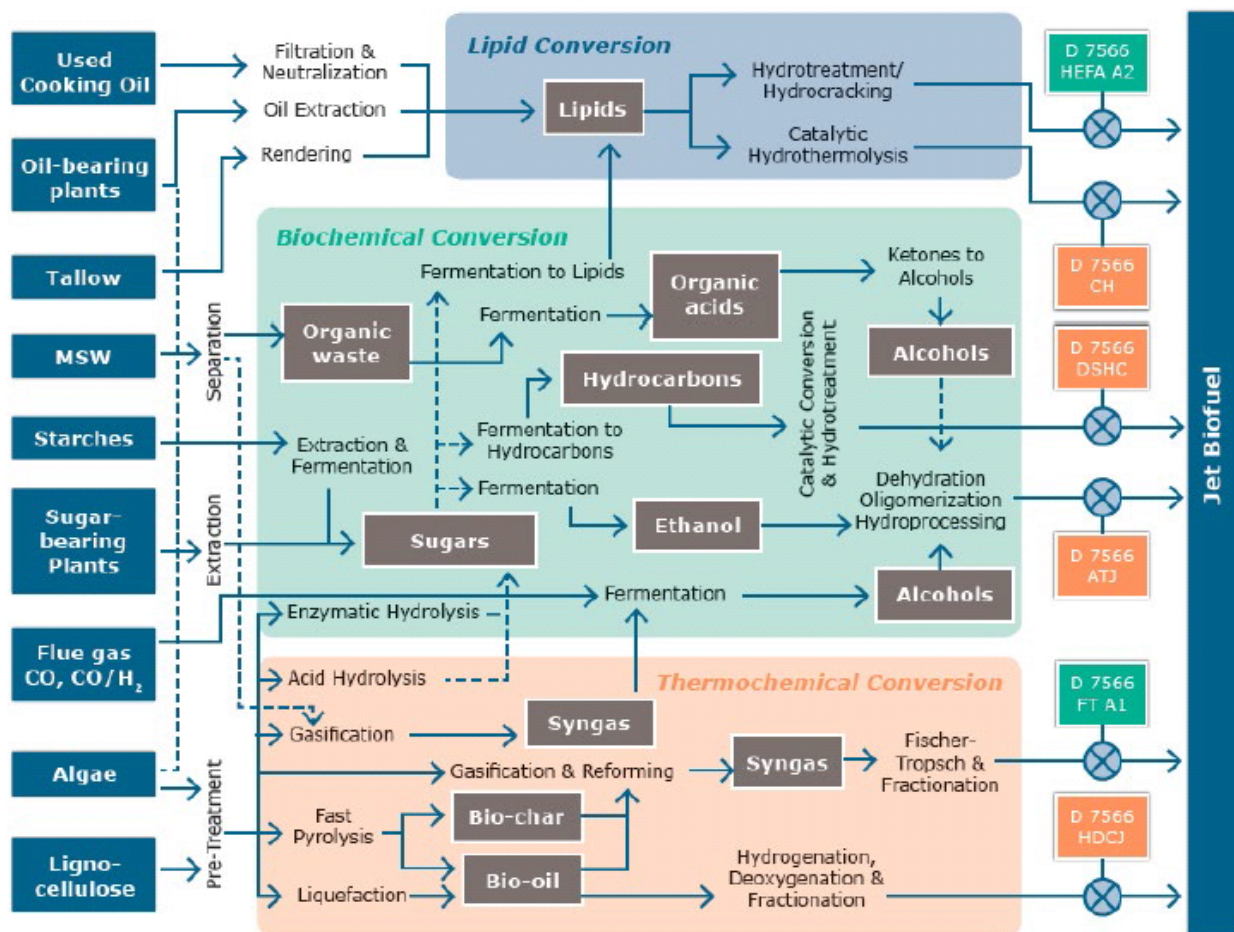 Used
Cooking Oil
Oil-bearing
plants
Tallow
MSW
Starches
Sugar-
bearing
Plants
Flue gas
CO, CO/H2
Algae
Ligno-
cellulose
Filtration &
Neutralization
Oil Extraction
Rendering
Separation
Extraction
Pre-Treatment
Lipid Conversion
Lipids
Hydrotreatment/
Hydrocracking
Catalytic
Hydrothermolysis
Biochemical Conversion
Fermentation to Lipids
Organic
waste
Fermentation
Organic
acids
Ketones to
Alcohols
Alcohols
Hydrocarbons
Extraction &
Fermentation
Fermentation to
Hydrocarbons
Catalytic Conversion
& Hydrotreatment
Fermentation
Sugars
Ethanol
Dehydration
Oligomerization
Hydroprocessing
Enzymatic Hydrolysis
Fermentation
Alcohols
Thermochemical Conversion
Acid Hydrolysis
Gasification
Syngas
Gasification & Reforming
Syngas
Fischer-
Tropsch &
Fractionation
Fast
Pyrolysis
Bio-char
Bio-oil
Liquefaction
Hydrogenation,
Deoxygenation &
Fractionation
D 7566
HEFA A2
D 7566
CH
D 7566
DSHC
D 7566
ATJ
D 7566
FT A1
D 7566
HDCJ
Jet Biofuel